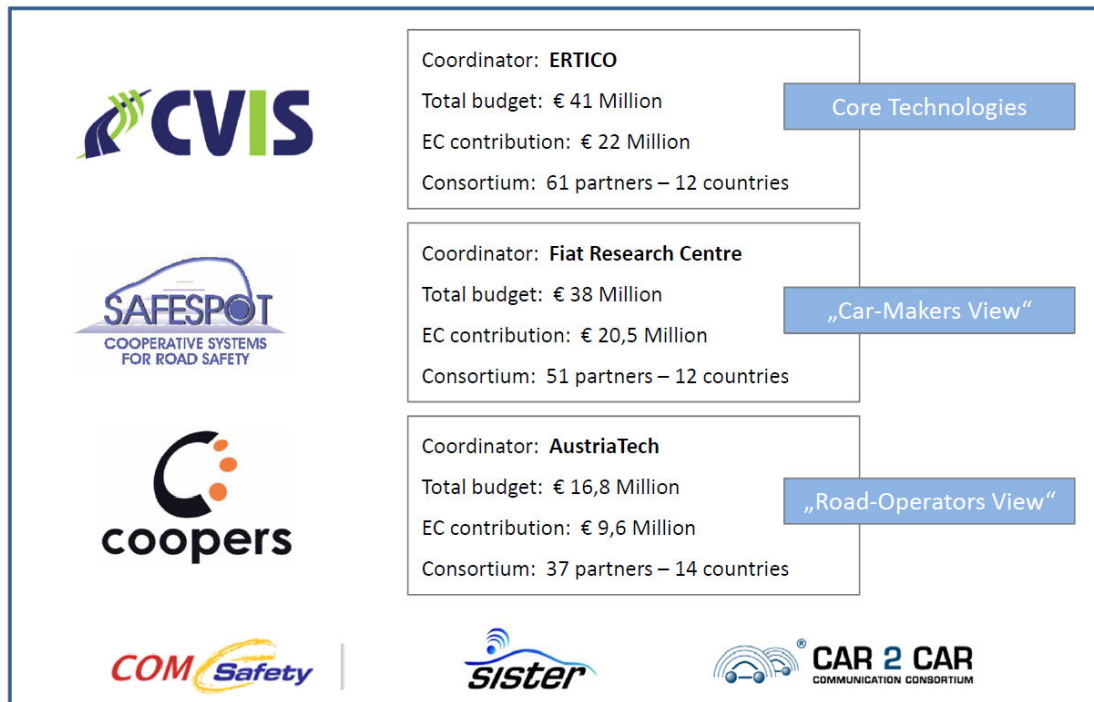 CVIS
Coordinator: ERTICO
Total budget: € 41 Million
EC contribution: € 22 Million
Consortium: 61 partners – 12 countries
Core Technologies
SAFESPOT
COOPERATIVE SYSTEMS
FOR ROAD SAFETY
Coordinator: Fiat Research Centre
Total budget: € 38 Million
EC contribution: € 20,5 Million
Consortium: 51 partners – 12 countries
„Car-Makers View“
coopers
Coordinator: AustriaTech
Total budget: € 16,8 Million
EC contribution: € 9,6 Million
Consortium: 37 partners – 14 countries
„Road-Operators View“
COM Safety
sister
® CAR 2 CAR
COMMUNICATION CONSORTIUM